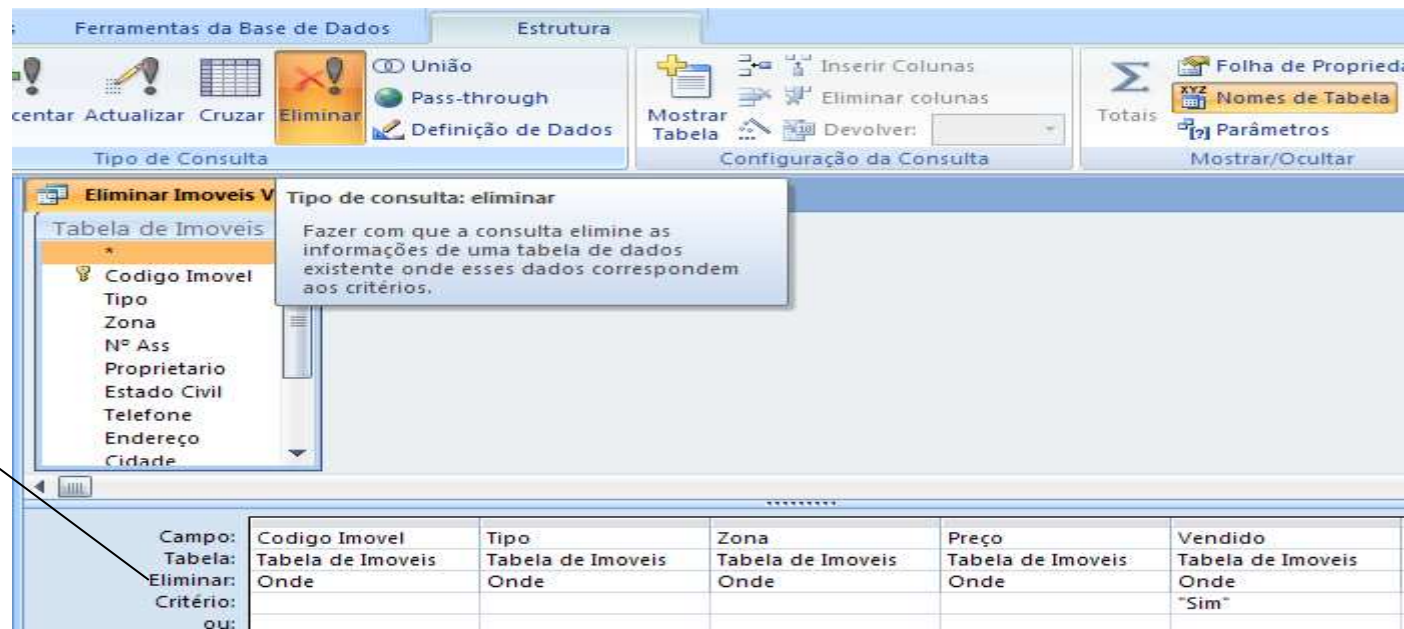 s Ferramentas da Base de Dados Estrutura
centar Actualizar Cruzar Eliminar
União
Pass-through
Definição de Dados
Tipo de Consulta
Mostrar Tabela
Inserir Colunas
Eliminar colunas
Devolver:
Configuração da Consulta
Totais
Folha de Proprieda
XYZ Nomes de Tabela
Parâmetros
Mostrar/Ocultar
Eliminar Imoveis V
Tipo de consulta: eliminar
Fazer com que a consulta elimine as
informações de uma tabela de dados
existente onde esses dados correspondem
aos critérios.
Tabela de Imoveis
*
Codigo Imovel
Tipo
Zona
Nº Ass
Proprietario
Estado Civil
Telefone
Endereço
Cidade
Campo: Codigo Imovel Tipo Zona Preço Vendido
Tabela: Tabela de Imoveis Tabela de Imoveis Tabela de Imoveis Tabela de Imoveis Tabela de Imoveis
Eliminar: Onde Onde Onde Onde Onde
Critério: "Sim"
ou: